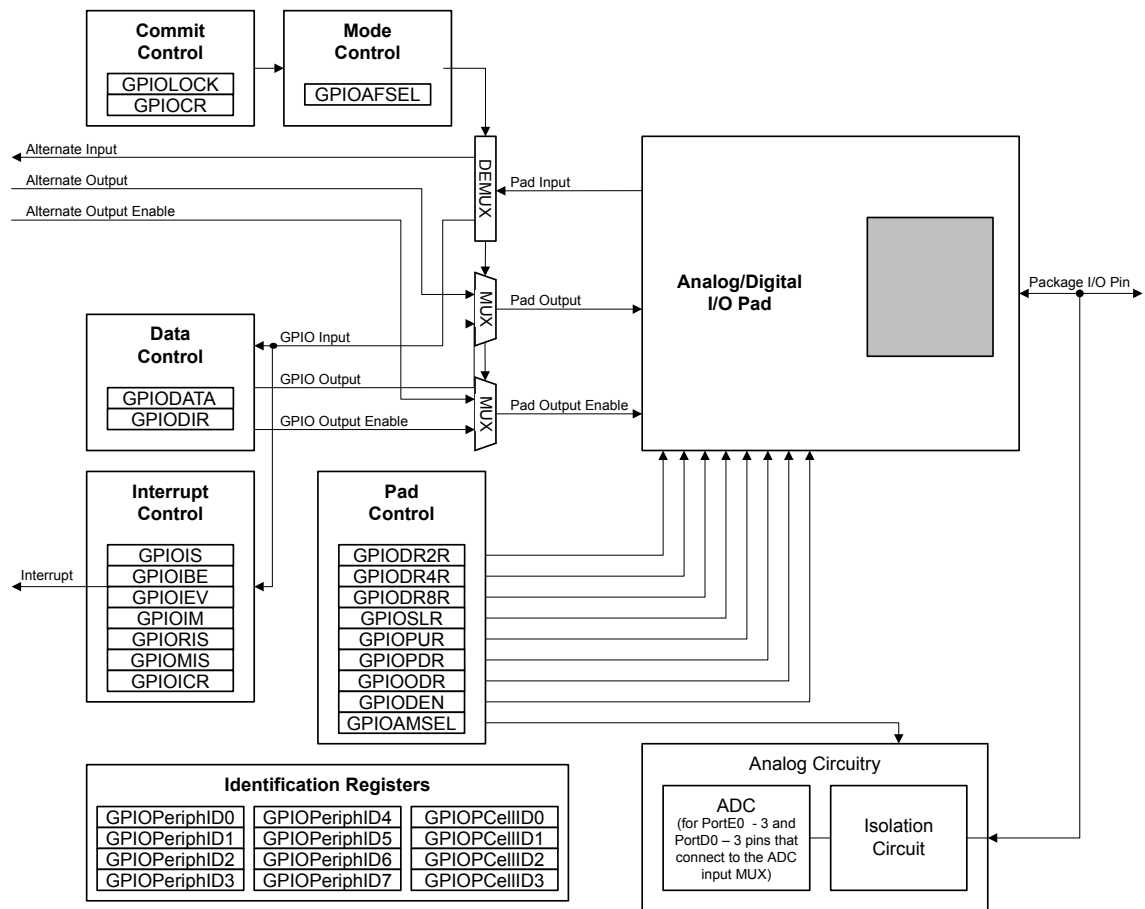 Commit
Control
GPIOLOCK
GPIOCR
Mode
Control
GPIOAFSEL
Alternate Input
Alternate Output
Alternate Output Enable
DEMUX
Pad Input
MUX
Pad Output
MUX
Pad Output Enable
Analog/Digital
I/O Pad
Package I/O Pin
Data
Control
GPIODATA
GPIODIR
GPIO Input
GPIO Output
GPIO Output Enable
Interrupt
Control
GPIOIS
GPIOIBE
GPIOIEV
GPIOIM
GPIORIS
GPIOMIS
GPIOICR
Interrupt
Pad
Control
GPIODR2R
GPIODR4R
GPIODR8R
GPIOSLR
GPIOPUR
GPIOPDR
GPIOODR
GPIODEN
GPIOAMSEL
Analog Circuitry
ADC
(for PortE0 - 3 and
PortD0 – 3 pins that
connect to the ADC
input MUX)
Isolation
Circuit
Identification Registers
GPIOPeriphID0
GPIOPeriphID1
GPIOPeriphID2
GPIOPeriphID3
GPIOPeriphID4
GPIOPeriphID5
GPIOPeriphID6
GPIOPeriphID7
GPIOPCellID0
GPIOPCellID1
GPIOPCellID2
GPIOPCellID3